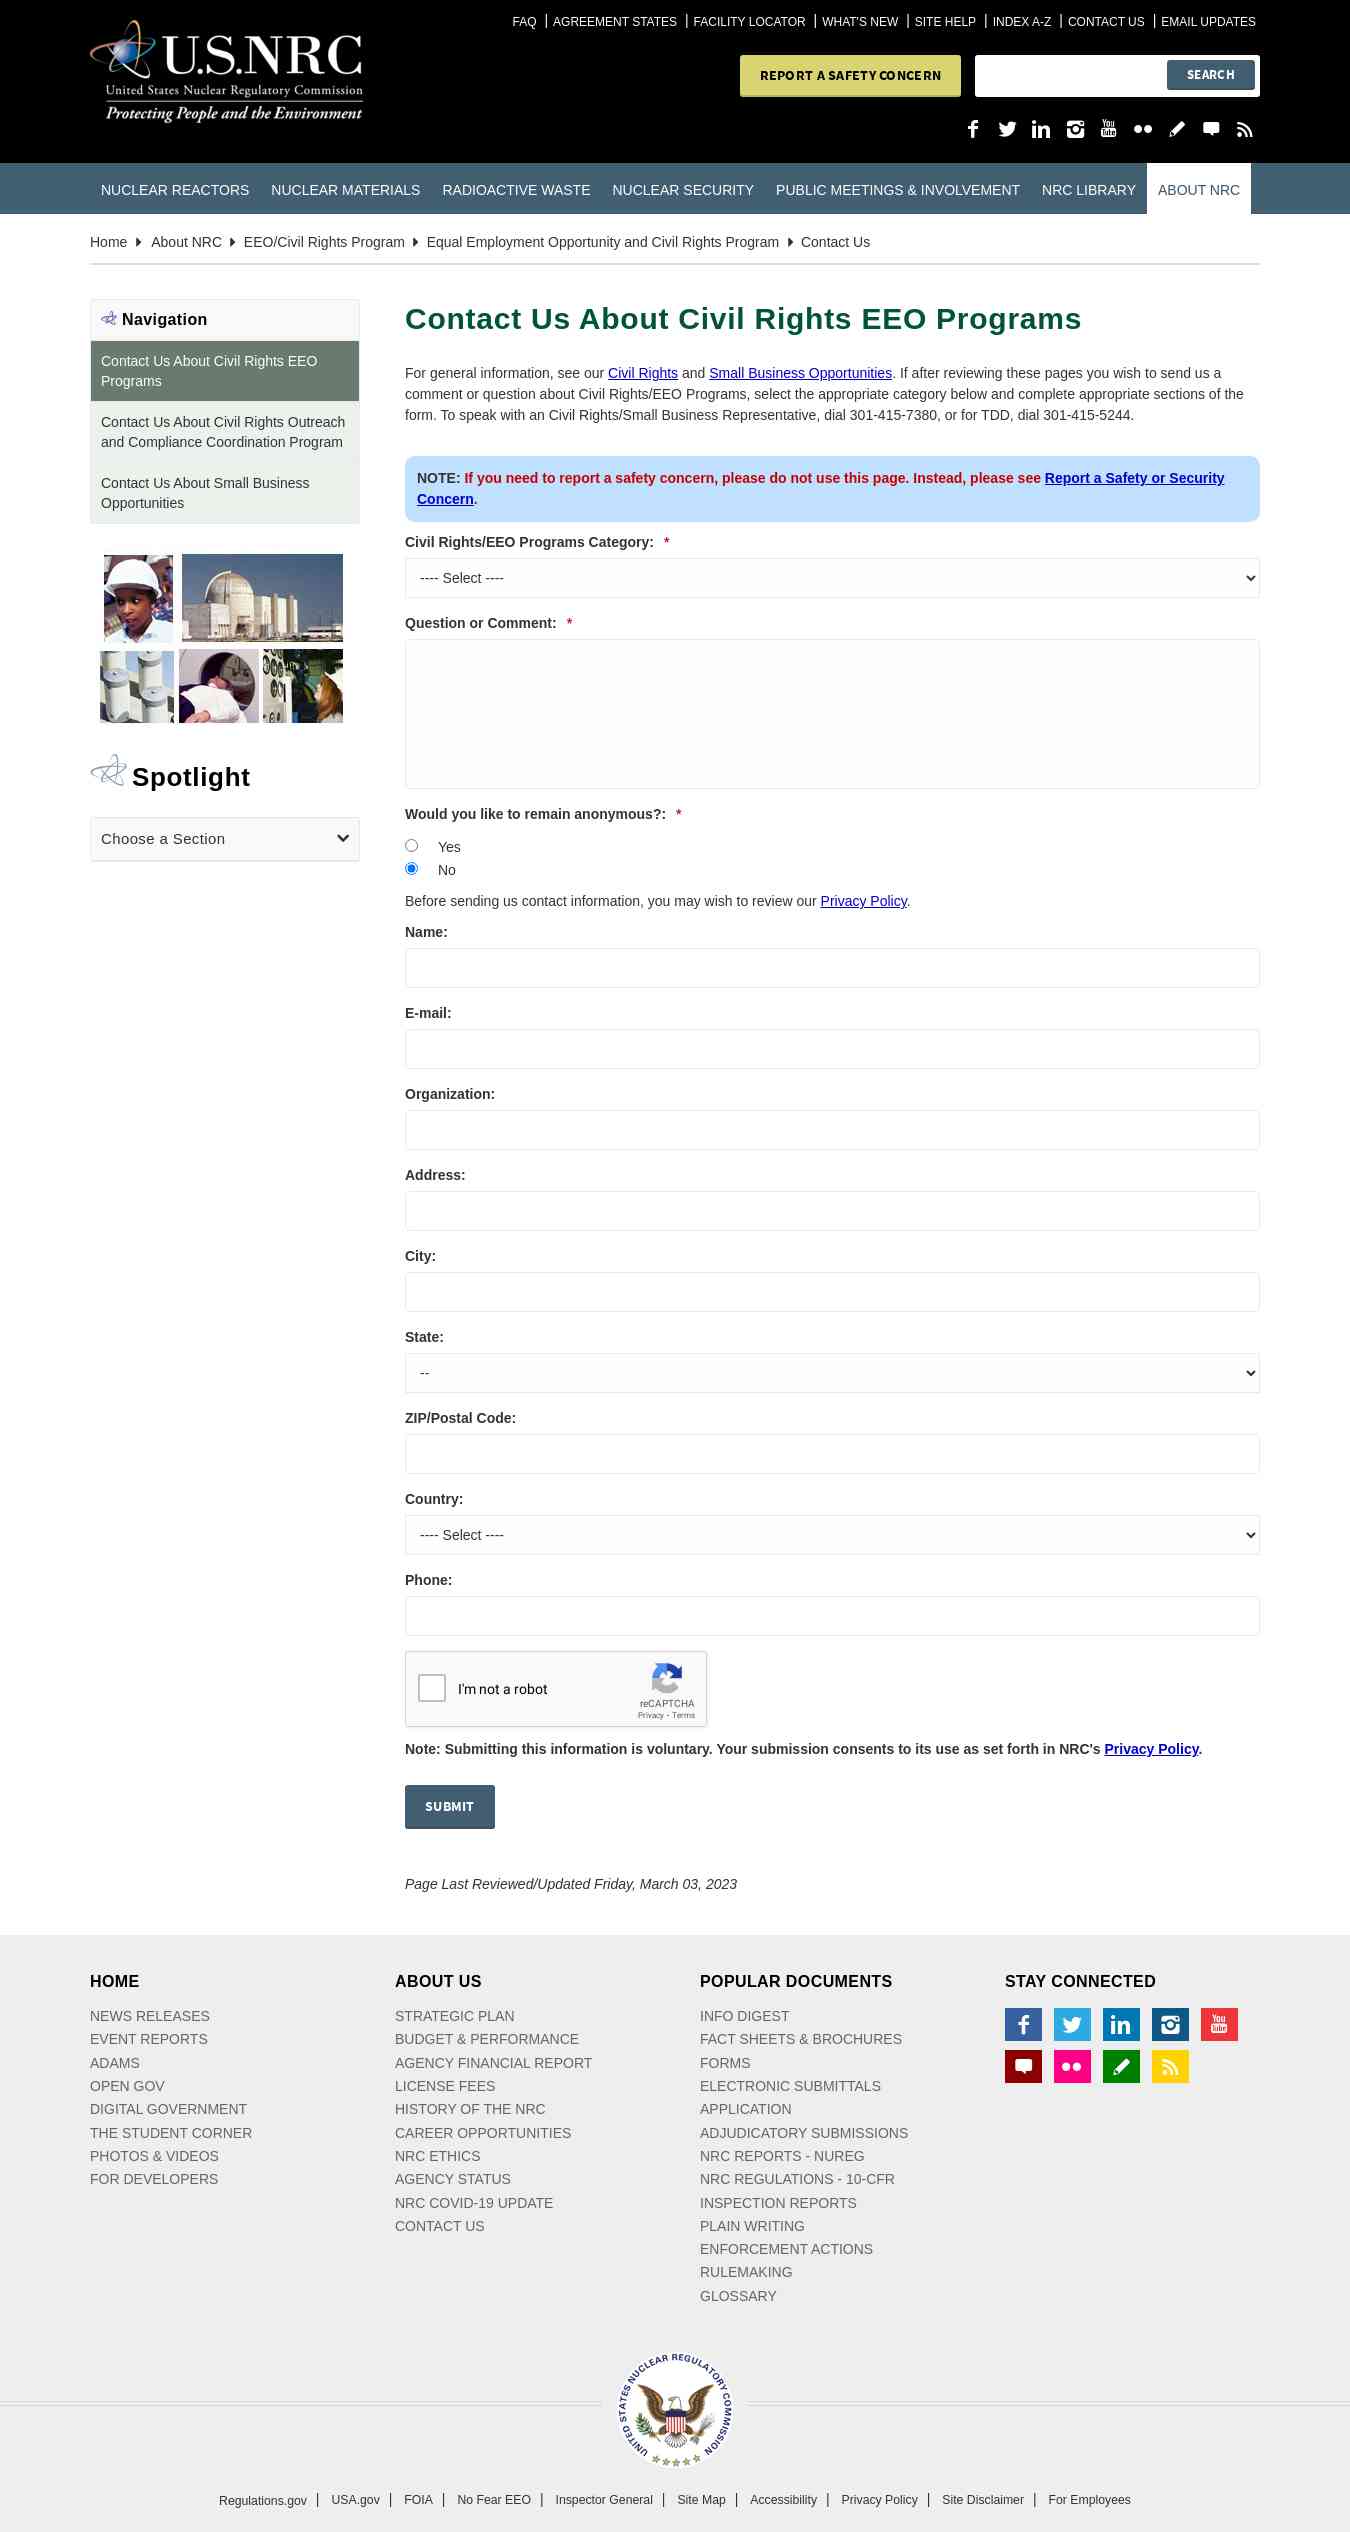 FAQ | AGREEMENT STATES | FACILITY LOCATOR | WHAT'S NEW | SITE HELP | INDEX A-Z | CONTACT US | EMAIL UPDATES
U.S.NRC
United States Nuclear Regulatory Commission
Protecting People and the Environment
REPORT A SAFETY CONCERN
SEARCH
You Tube
NUCLEAR REACTORS NUCLEAR MATERIALS RADIOACTIVE WASTE NUCLEAR SECURITY PUBLIC MEETINGS & INVOLVEMENT NRC LIBRARY ABOUT NRC
Home About NRC EEO/Civil Rights Program Equal Employment Opportunity and Civil Rights Program Contact Us
Navigation
Contact Us About Civil Rights EEO
Programs
Contact Us About Civil Rights Outreach
and Compliance Coordination Program
Contact Us About Small Business
Opportunities
Spotlight
Choose a Section
Contact Us About Civil Rights EEO Programs
For general information, see our Civil Rights and Small Business Opportunities. If after reviewing these pages you wish to send us a
comment or question about Civil Rights/EEO Programs, select the appropriate category below and complete appropriate sections of the
form. To speak with an Civil Rights/Small Business Representative, dial 301-415-7380, or for TDD, dial 301-415-5244.
NOTE: If you need to report a safety concern, please do not use this page. Instead, please see Report a Safety or Security
Concern.
Civil Rights/EEO Programs Category: *
---- Select ----
Question or Comment: *
Would you like to remain anonymous?: *
Yes
No
Before sending us contact information, you may wish to review our Privacy Policy.
Name:
E-mail:
Organization:
Address:
City:
State:
--
ZIP/Postal Code:
Country:
---- Select ----
Phone:
I'm not a robot
reCAPTCHA
Privacy - Terms
Note: Submitting this information is voluntary. Your submission consents to its use as set forth in NRC's Privacy Policy.
SUBMIT
Page Last Reviewed/Updated Friday, March 03, 2023
HOME
NEWS RELEASES
EVENT REPORTS
ADAMS
OPEN GOV
DIGITAL GOVERNMENT
THE STUDENT CORNER
PHOTOS & VIDEOS
FOR DEVELOPERS
ABOUT US
STRATEGIC PLAN
BUDGET & PERFORMANCE
AGENCY FINANCIAL REPORT
LICENSE FEES
HISTORY OF THE NRC
CAREER OPPORTUNITIES
NRC ETHICS
AGENCY STATUS
NRC COVID-19 UPDATE
CONTACT US
POPULAR DOCUMENTS
INFO DIGEST
FACT SHEETS & BROCHURES
FORMS
ELECTRONIC SUBMITTALS
APPLICATION
ADJUDICATORY SUBMISSIONS
NRC REPORTS - NUREG
NRC REGULATIONS - 10-CFR
INSPECTION REPORTS
PLAIN WRITING
ENFORCEMENT ACTIONS
RULEMAKING
GLOSSARY
STAY CONNECTED
You Tube
UNITED STATES NUCLEAR REGULATORY COMMISSION
Regulations.gov | USA.gov | FOIA | No Fear EEO | Inspector General | Site Map | Accessibility | Privacy Policy | Site Disclaimer | For Employees